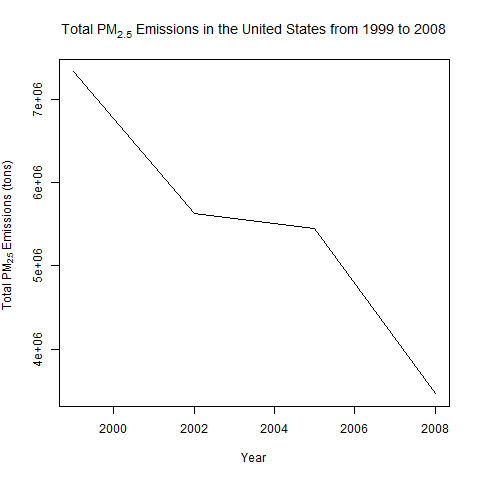 Total PM2.5 Emissions in the United States from 1999 to 2008
Total PM2.5 Emissions (tons)
7e+06
6e+06
5e+06
4e+06
2000 2002 2004 2006 2008
Year